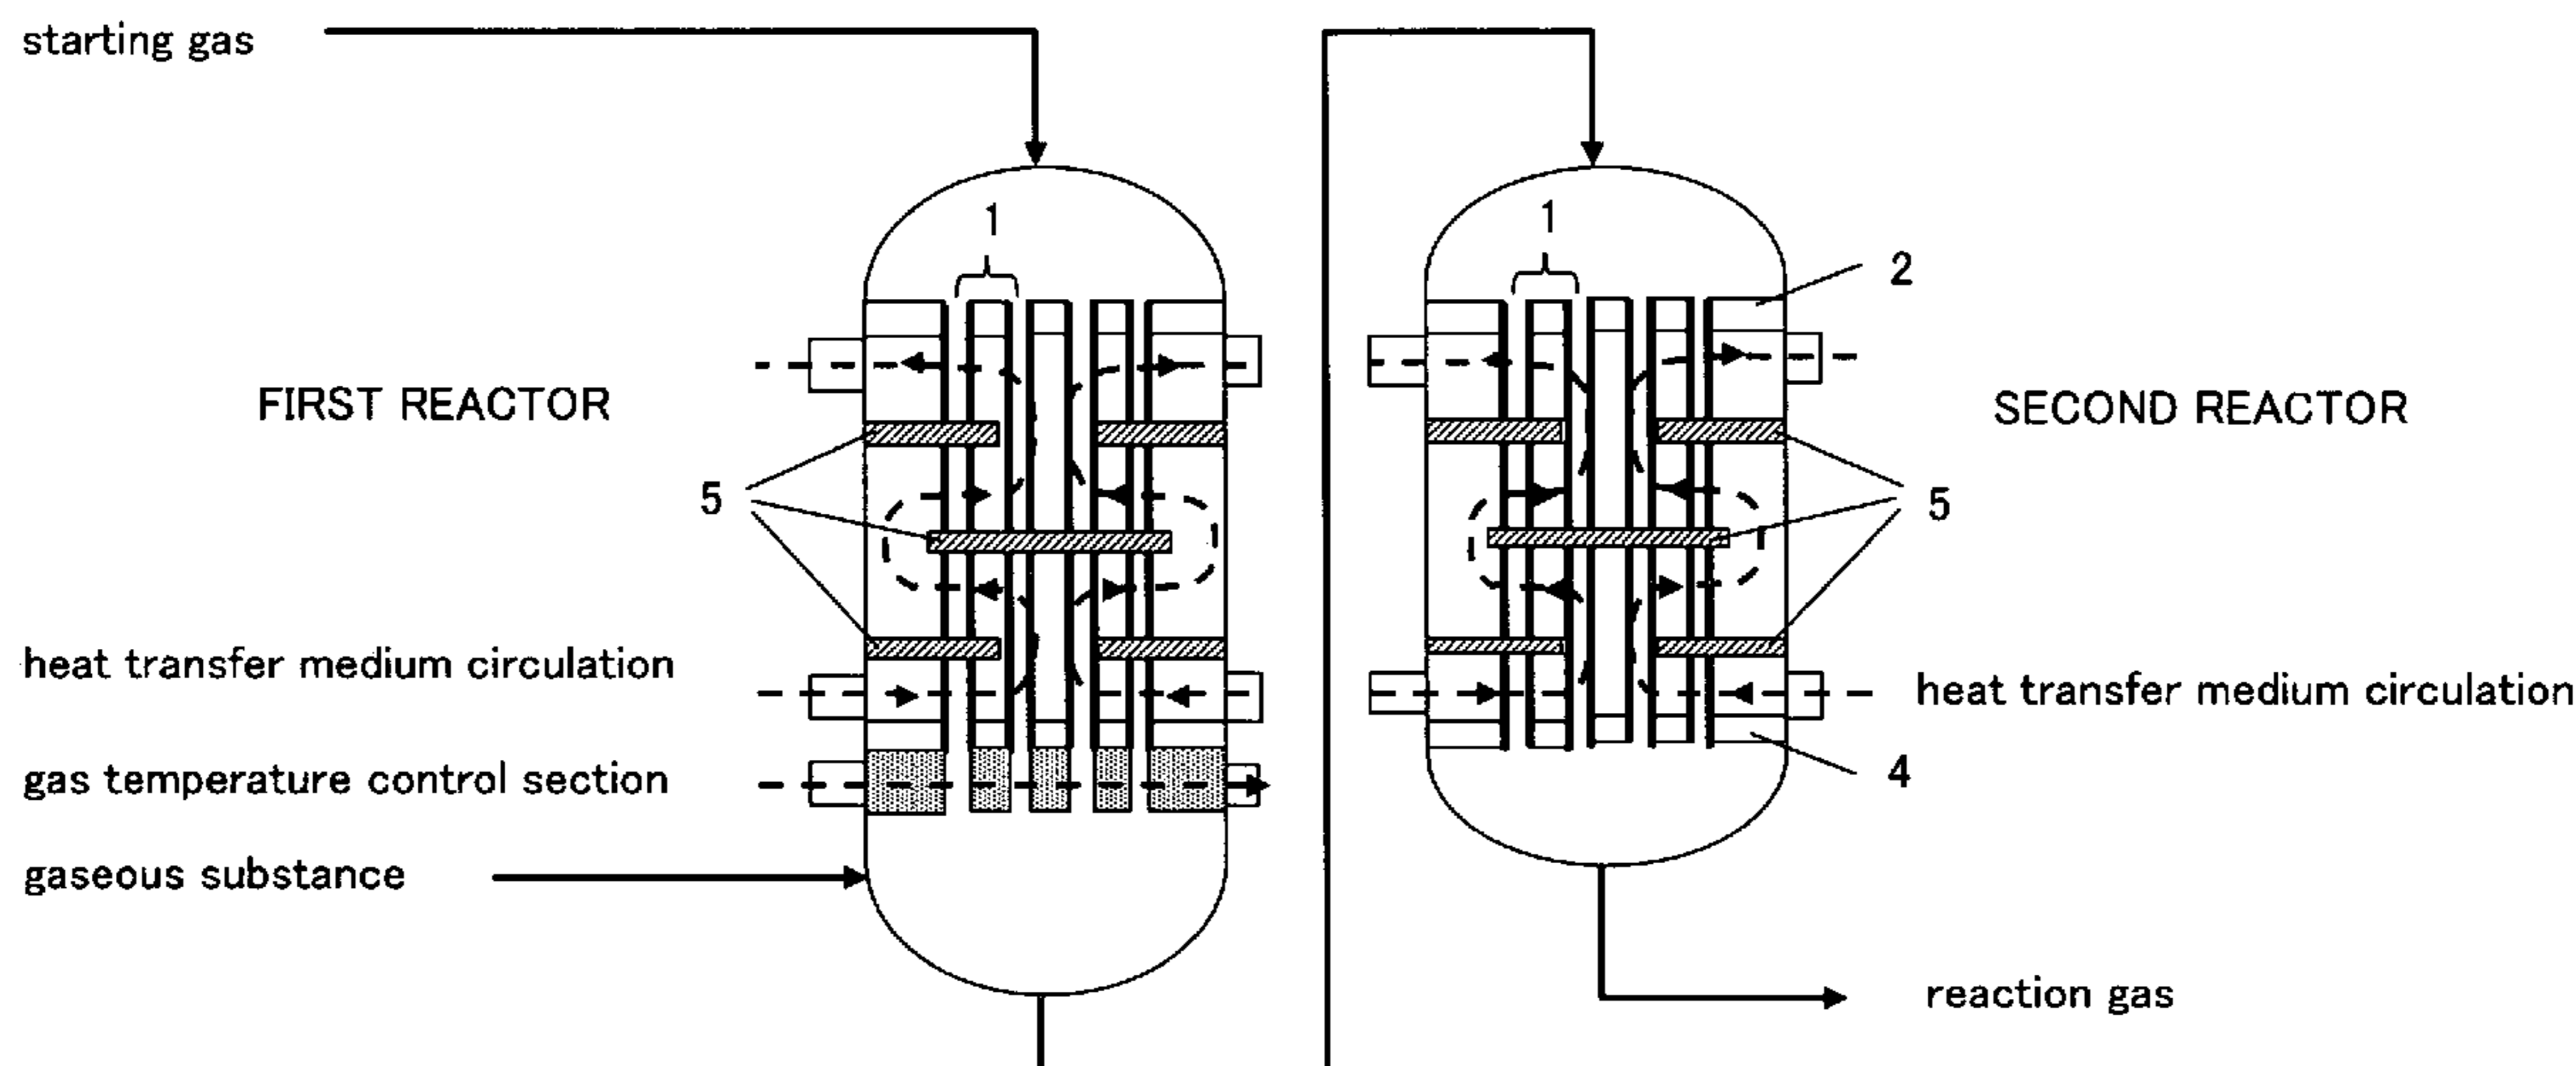 starting gas
1
1
2
FIRST REACTOR
SECOND REACTOR
5
5
heat transfer medium circulation
heat transfer medium circulation
gas temperature control section
4
gaseous substance
reaction gas